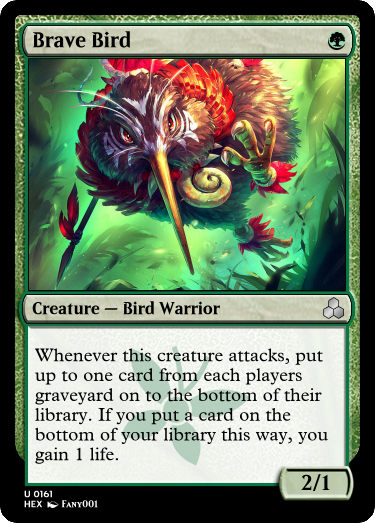 Brave Bird
Creature — Bird Warrior
Whenever this creature attacks, put
up to one card from each players
graveyard on to the bottom of their
library. If you put a card on the
bottom of your library this way, you
gain 1 life.
2/1
U 0161
HEX Fany001